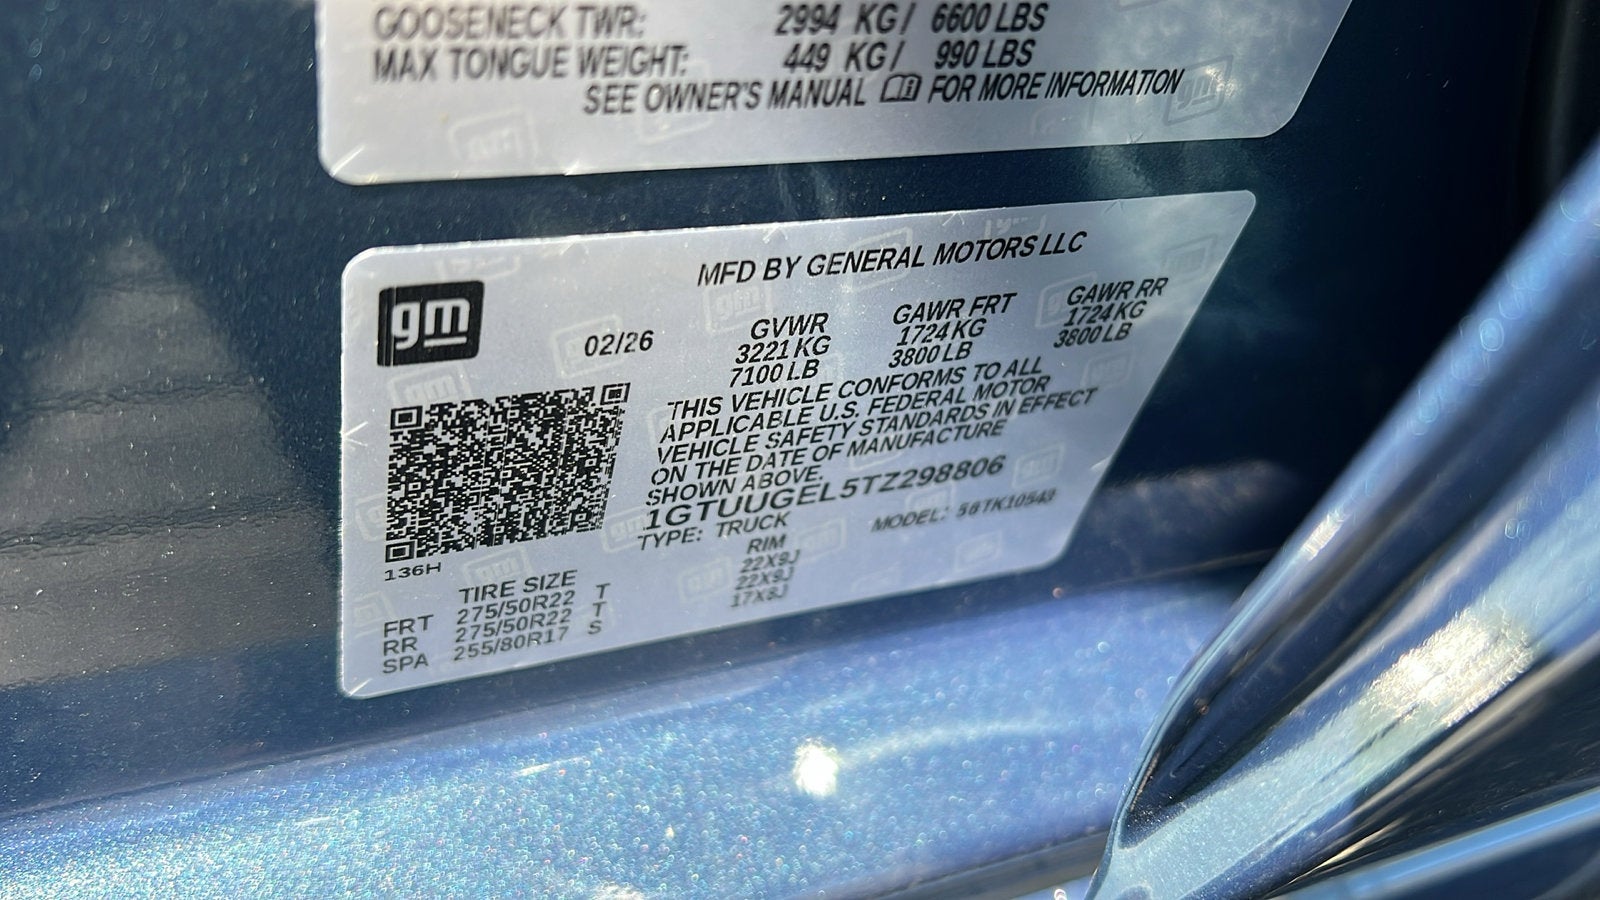 GOOSENECK TWR: 2994 KG/ 6600 LBS
MAX TONGUE WEIGHT: 449 KG/ 990 LBS
SEE OWNER'S MANUAL FOR MORE INFORMATION
gm
MFD BY GENERAL MOTORS LLC
02/26
GVWR GAWR FRT GAWR RR
3221 KG 1724 KG 1724 KG
7100 LB 3800 LB 3800 LB
THIS VEHICLE CONFORMS TO ALL
APPLICABLE U.S. FEDERAL MOTOR
VEHICLE SAFETY STANDARDS IN EFFECT
ON THE DATE OF MANUFACTURE
SHOWN ABOVE.
1GTUUGEL5TZ298806
TYPE: TRUCK MODEL: TK10543
136H
TIRE SIZE RIM
FRT 275/50R22 T 22X9J
RR 275/50R22 T 22X9J
SPA 255/80R17 S 17X8J